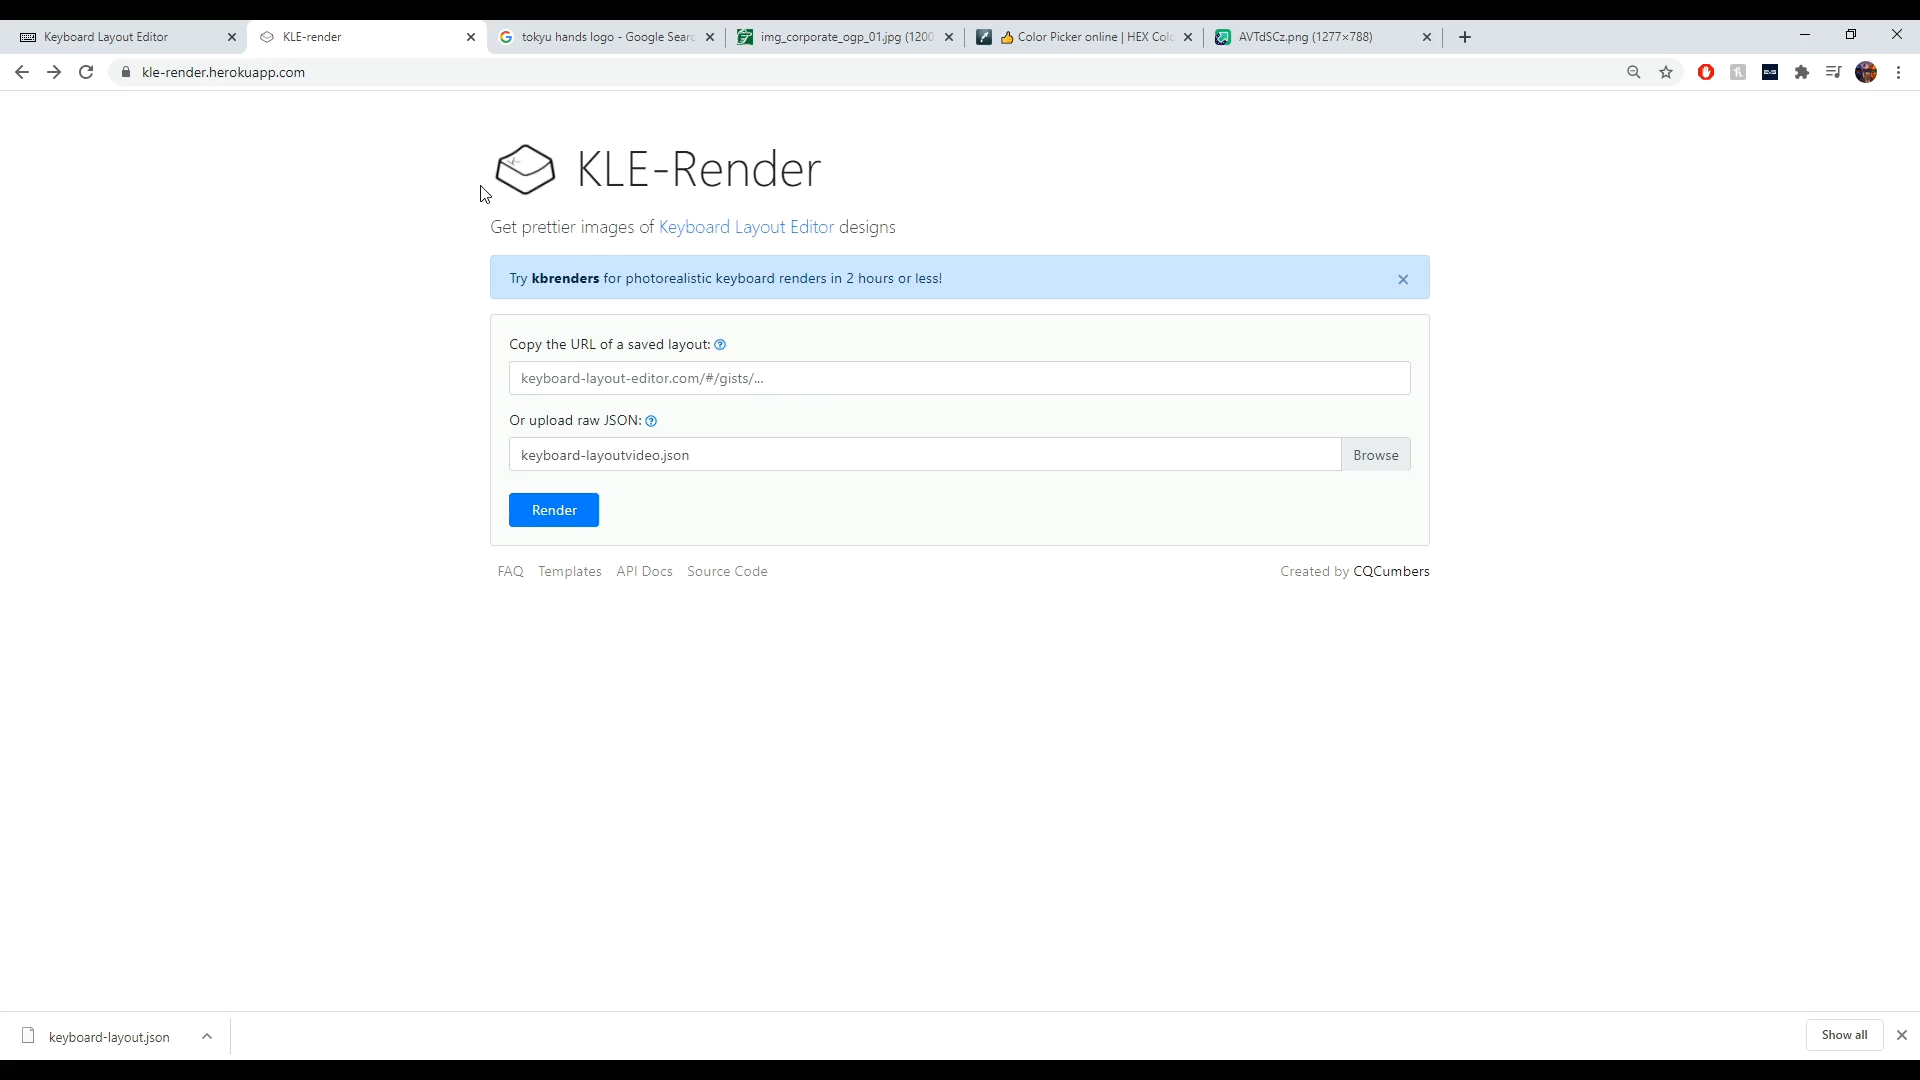 Keyboard Layout Editor
KLE-render
tokyu hands logo - Google Searc
img_corporate_ogp_01.jpg (1200
Color Picker online | HEX Colo
AVTdSCz.png (1277×788)
kle-render.herokuapp.com
KLE-Render
Get prettier images of Keyboard Layout Editor designs
Try kbrenders for photorealistic keyboard renders in 2 hours or less!
Copy the URL of a saved layout:
keyboard-layout-editor.com/#/gists/...
Or upload raw JSON:
keyboard-layoutvideo.json
Browse
Render
FAQ Templates API Docs Source Code
Created by CQCumbers
keyboard-layout.json
Show all